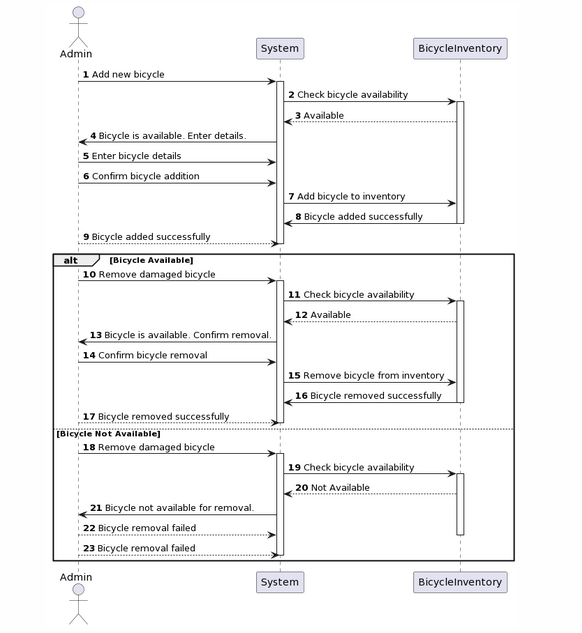 Admin
System
BicycleInventory
1 Add new bicycle
2 Check bicycle availability
3 Available
4 Bicycle is available. Enter details.
5 Enter bicycle details
6 Confirm bicycle addition
7 Add bicycle to inventory
8 Bicycle added successfully
9 Bicycle added successfully
alt [Bicycle Available]
10 Remove damaged bicycle
11 Check bicycle availability
12 Available
13 Bicycle is available. Confirm removal.
14 Confirm bicycle removal
15 Remove bicycle from inventory
16 Bicycle removed successfully
17 Bicycle removed successfully
[Bicycle Not Available]
18 Remove damaged bicycle
19 Check bicycle availability
20 Not Available
21 Bicycle not available for removal.
22 Bicycle removal failed
23 Bicycle removal failed
Admin
System
BicycleInventory